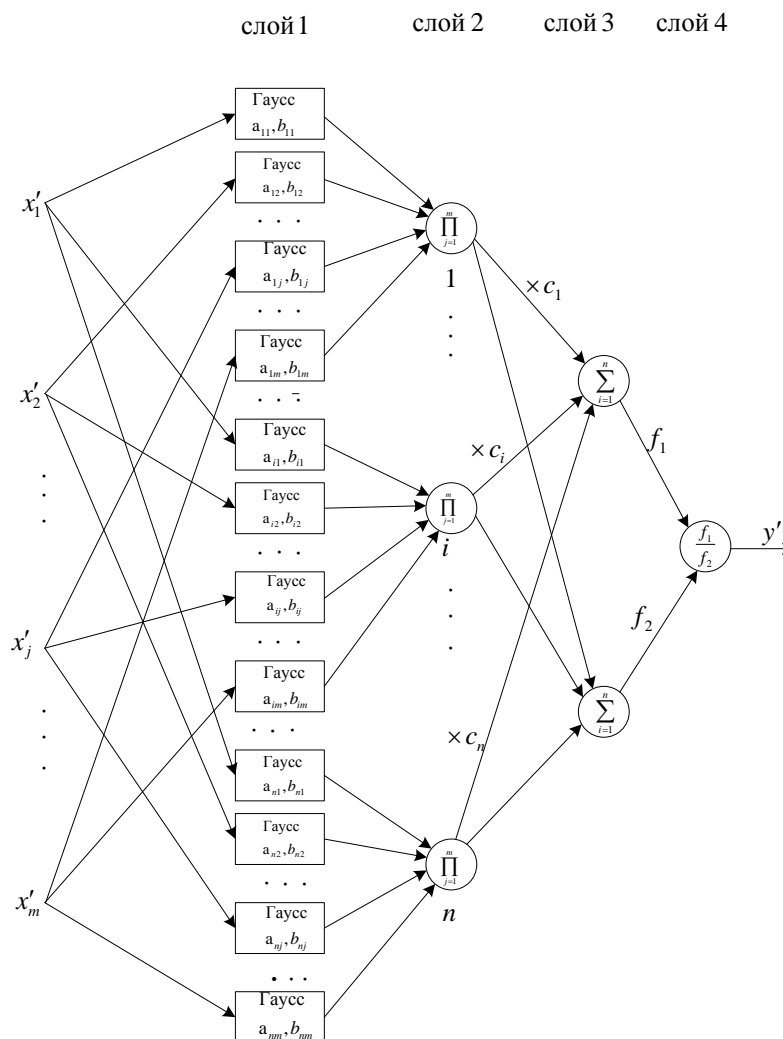 слой 1 слой 2 слой 3 слой 4
Гаусс
a₁₁, b₁₁
Гаусс
a₁₂, b₁₂
. . .
Гаусс
a₁ⱼ, b₁ⱼ
. . .
Гаусс
a₁ₘ, b₁ₘ
. . .
Гаусс
aᵢ₁, bᵢ₁
Гаусс
aᵢ₂, bᵢ₂
. . .
Гаусс
aᵢⱼ, bᵢⱼ
. . .
Гаусс
aᵢₘ, bᵢₘ
. . .
Гаусс
aₙ₁, bₙ₁
Гаусс
aₙ₂, bₙ₂
. . .
Гаусс
aₙⱼ, bₙⱼ
. . .
Гаусс
aₙₘ, bₙₘ
x′₁
x′₂
. . .
x′ⱼ
. . .
x′ₘ
m
∏
j=1
1
. . .
m
∏
j=1
i
. . .
m
∏
j=1
n
× c₁
× cᵢ
× cₙ
n
∑
i=1
n
∑
i=1
f₁
f₂
f₁
f₂
y′